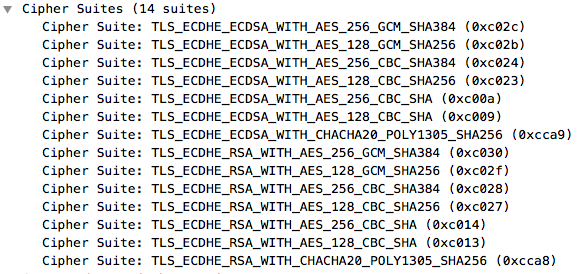 Cipher Suites (14 suites)
Cipher Suite: TLS_ECDHE_ECDSA_WITH_AES_256_GCM_SHA384 (0xc02c)
Cipher Suite: TLS_ECDHE_ECDSA_WITH_AES_128_GCM_SHA256 (0xc02b)
Cipher Suite: TLS_ECDHE_ECDSA_WITH_AES_256_CBC_SHA384 (0xc024)
Cipher Suite: TLS_ECDHE_ECDSA_WITH_AES_128_CBC_SHA256 (0xc023)
Cipher Suite: TLS_ECDHE_ECDSA_WITH_AES_256_CBC_SHA (0xc00a)
Cipher Suite: TLS_ECDHE_ECDSA_WITH_AES_128_CBC_SHA (0xc009)
Cipher Suite: TLS_ECDHE_ECDSA_WITH_CHACHA20_POLY1305_SHA256 (0xcca9)
Cipher Suite: TLS_ECDHE_RSA_WITH_AES_256_GCM_SHA384 (0xc030)
Cipher Suite: TLS_ECDHE_RSA_WITH_AES_128_GCM_SHA256 (0xc02f)
Cipher Suite: TLS_ECDHE_RSA_WITH_AES_256_CBC_SHA384 (0xc028)
Cipher Suite: TLS_ECDHE_RSA_WITH_AES_128_CBC_SHA256 (0xc027)
Cipher Suite: TLS_ECDHE_RSA_WITH_AES_256_CBC_SHA (0xc014)
Cipher Suite: TLS_ECDHE_RSA_WITH_AES_128_CBC_SHA (0xc013)
Cipher Suite: TLS_ECDHE_RSA_WITH_CHACHA20_POLY1305_SHA256 (0xcca8)